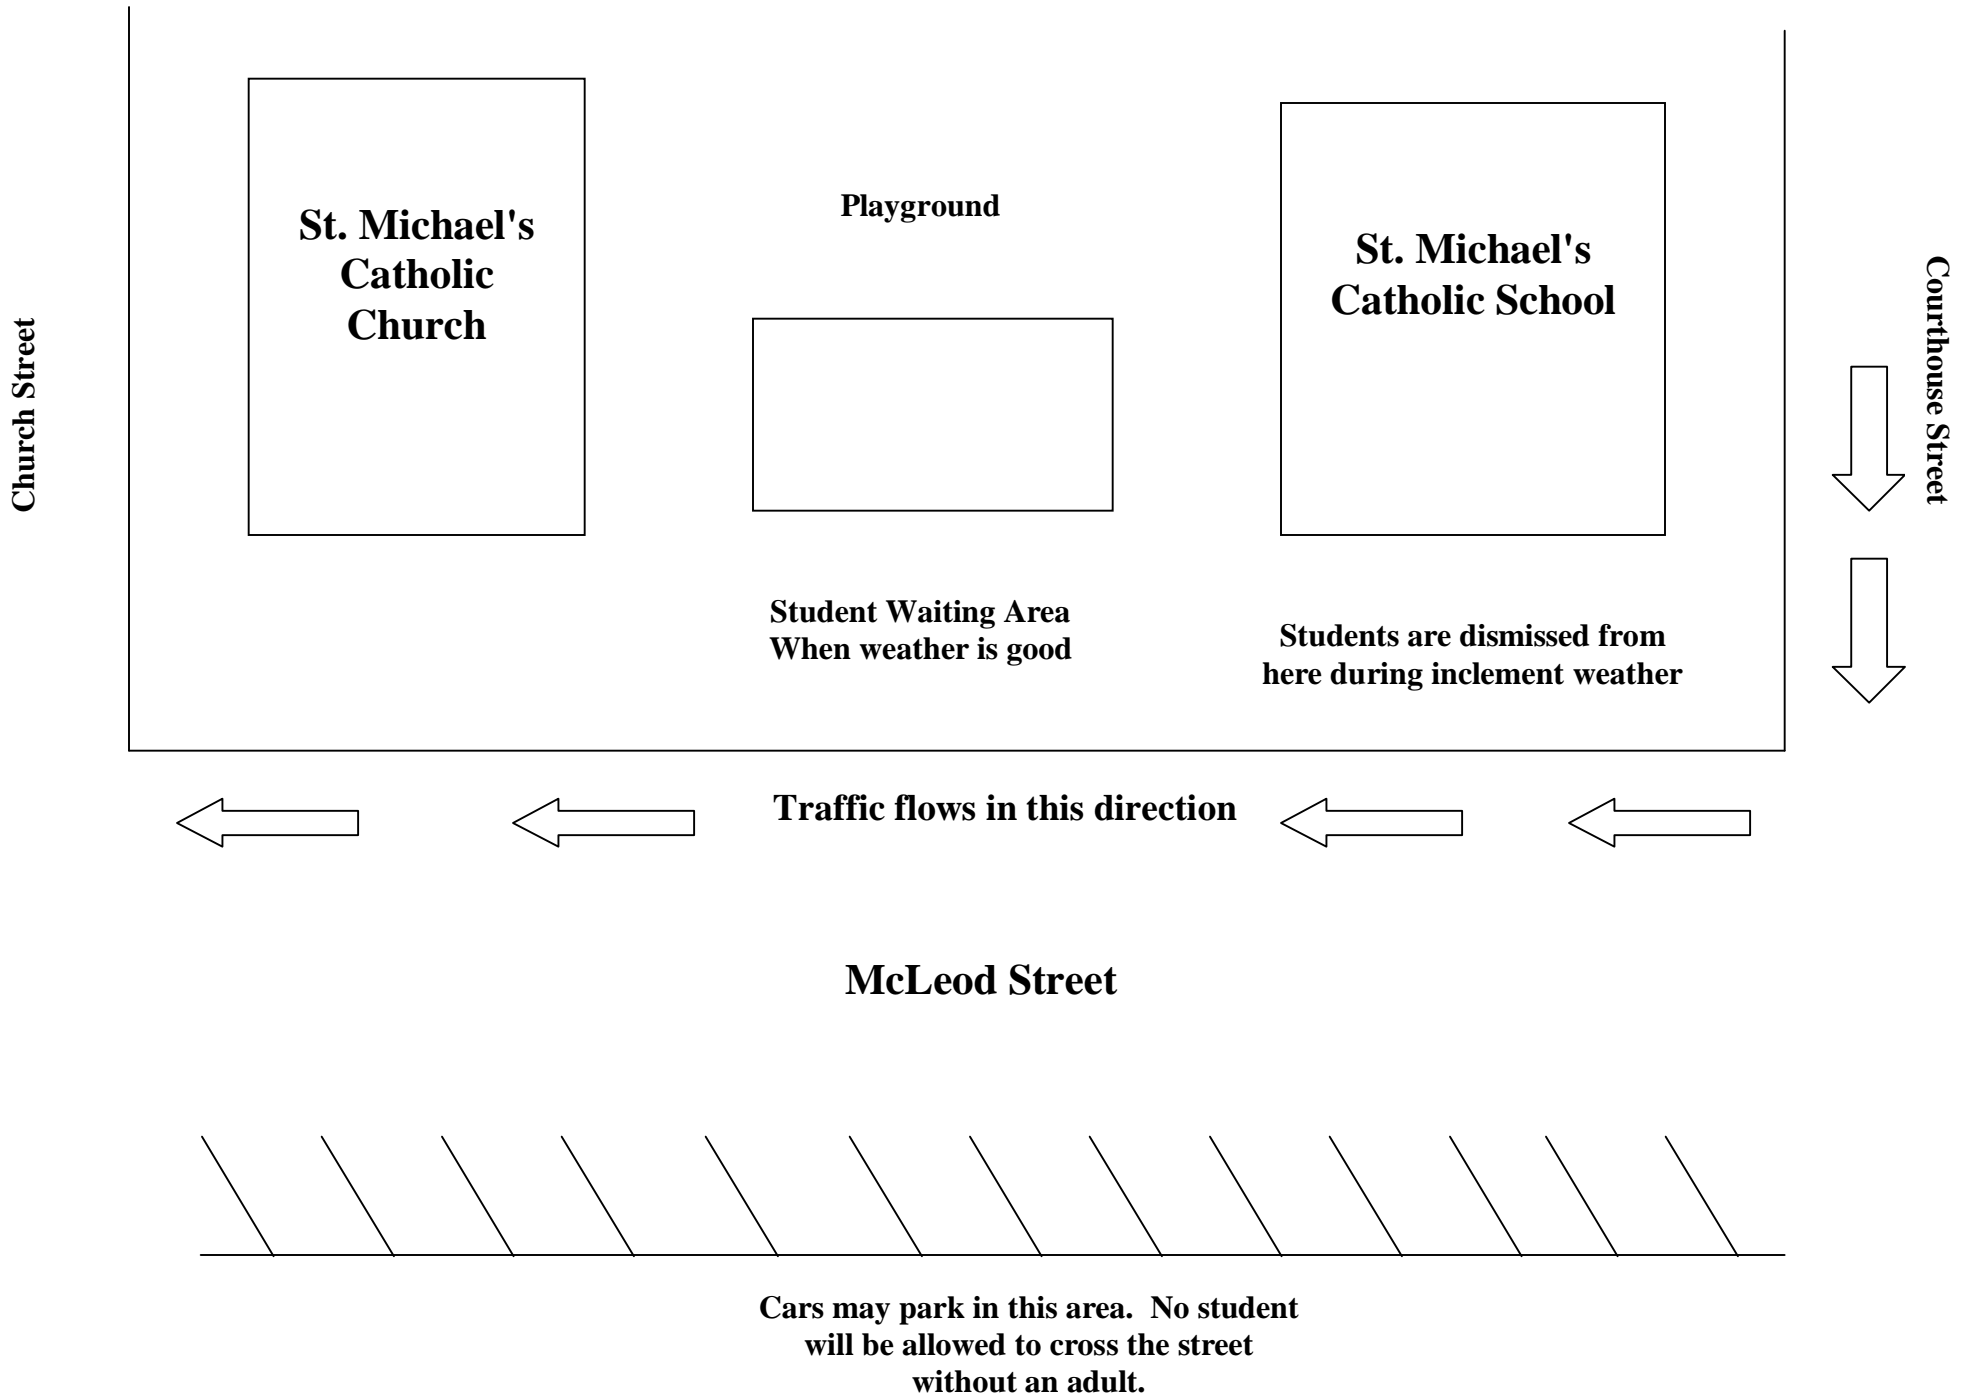 Church Street
St. Michael's
Catholic
Church
Playground
St. Michael's
Catholic School
Courthouse Street
Student Waiting Area
When weather is good
Students are dismissed from
here during inclement weather
Traffic flows in this direction
McLeod Street
Cars may park in this area.  No student
will be allowed to cross the street
without an adult.